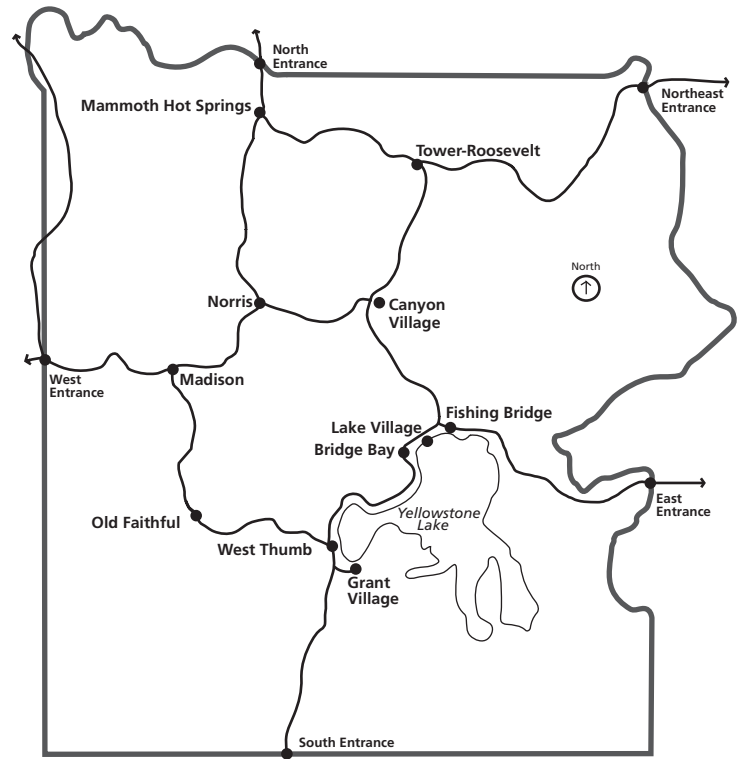 North
Entrance
Mammoth Hot Springs
Northeast
Entrance
Tower-Roosevelt
North
Norris
Canyon
Village
West
Entrance
Madison
Fishing Bridge
Lake Village
Bridge Bay
East
Entrance
Yellowstone
Lake
Old Faithful
West Thumb
Grant
Village
South Entrance